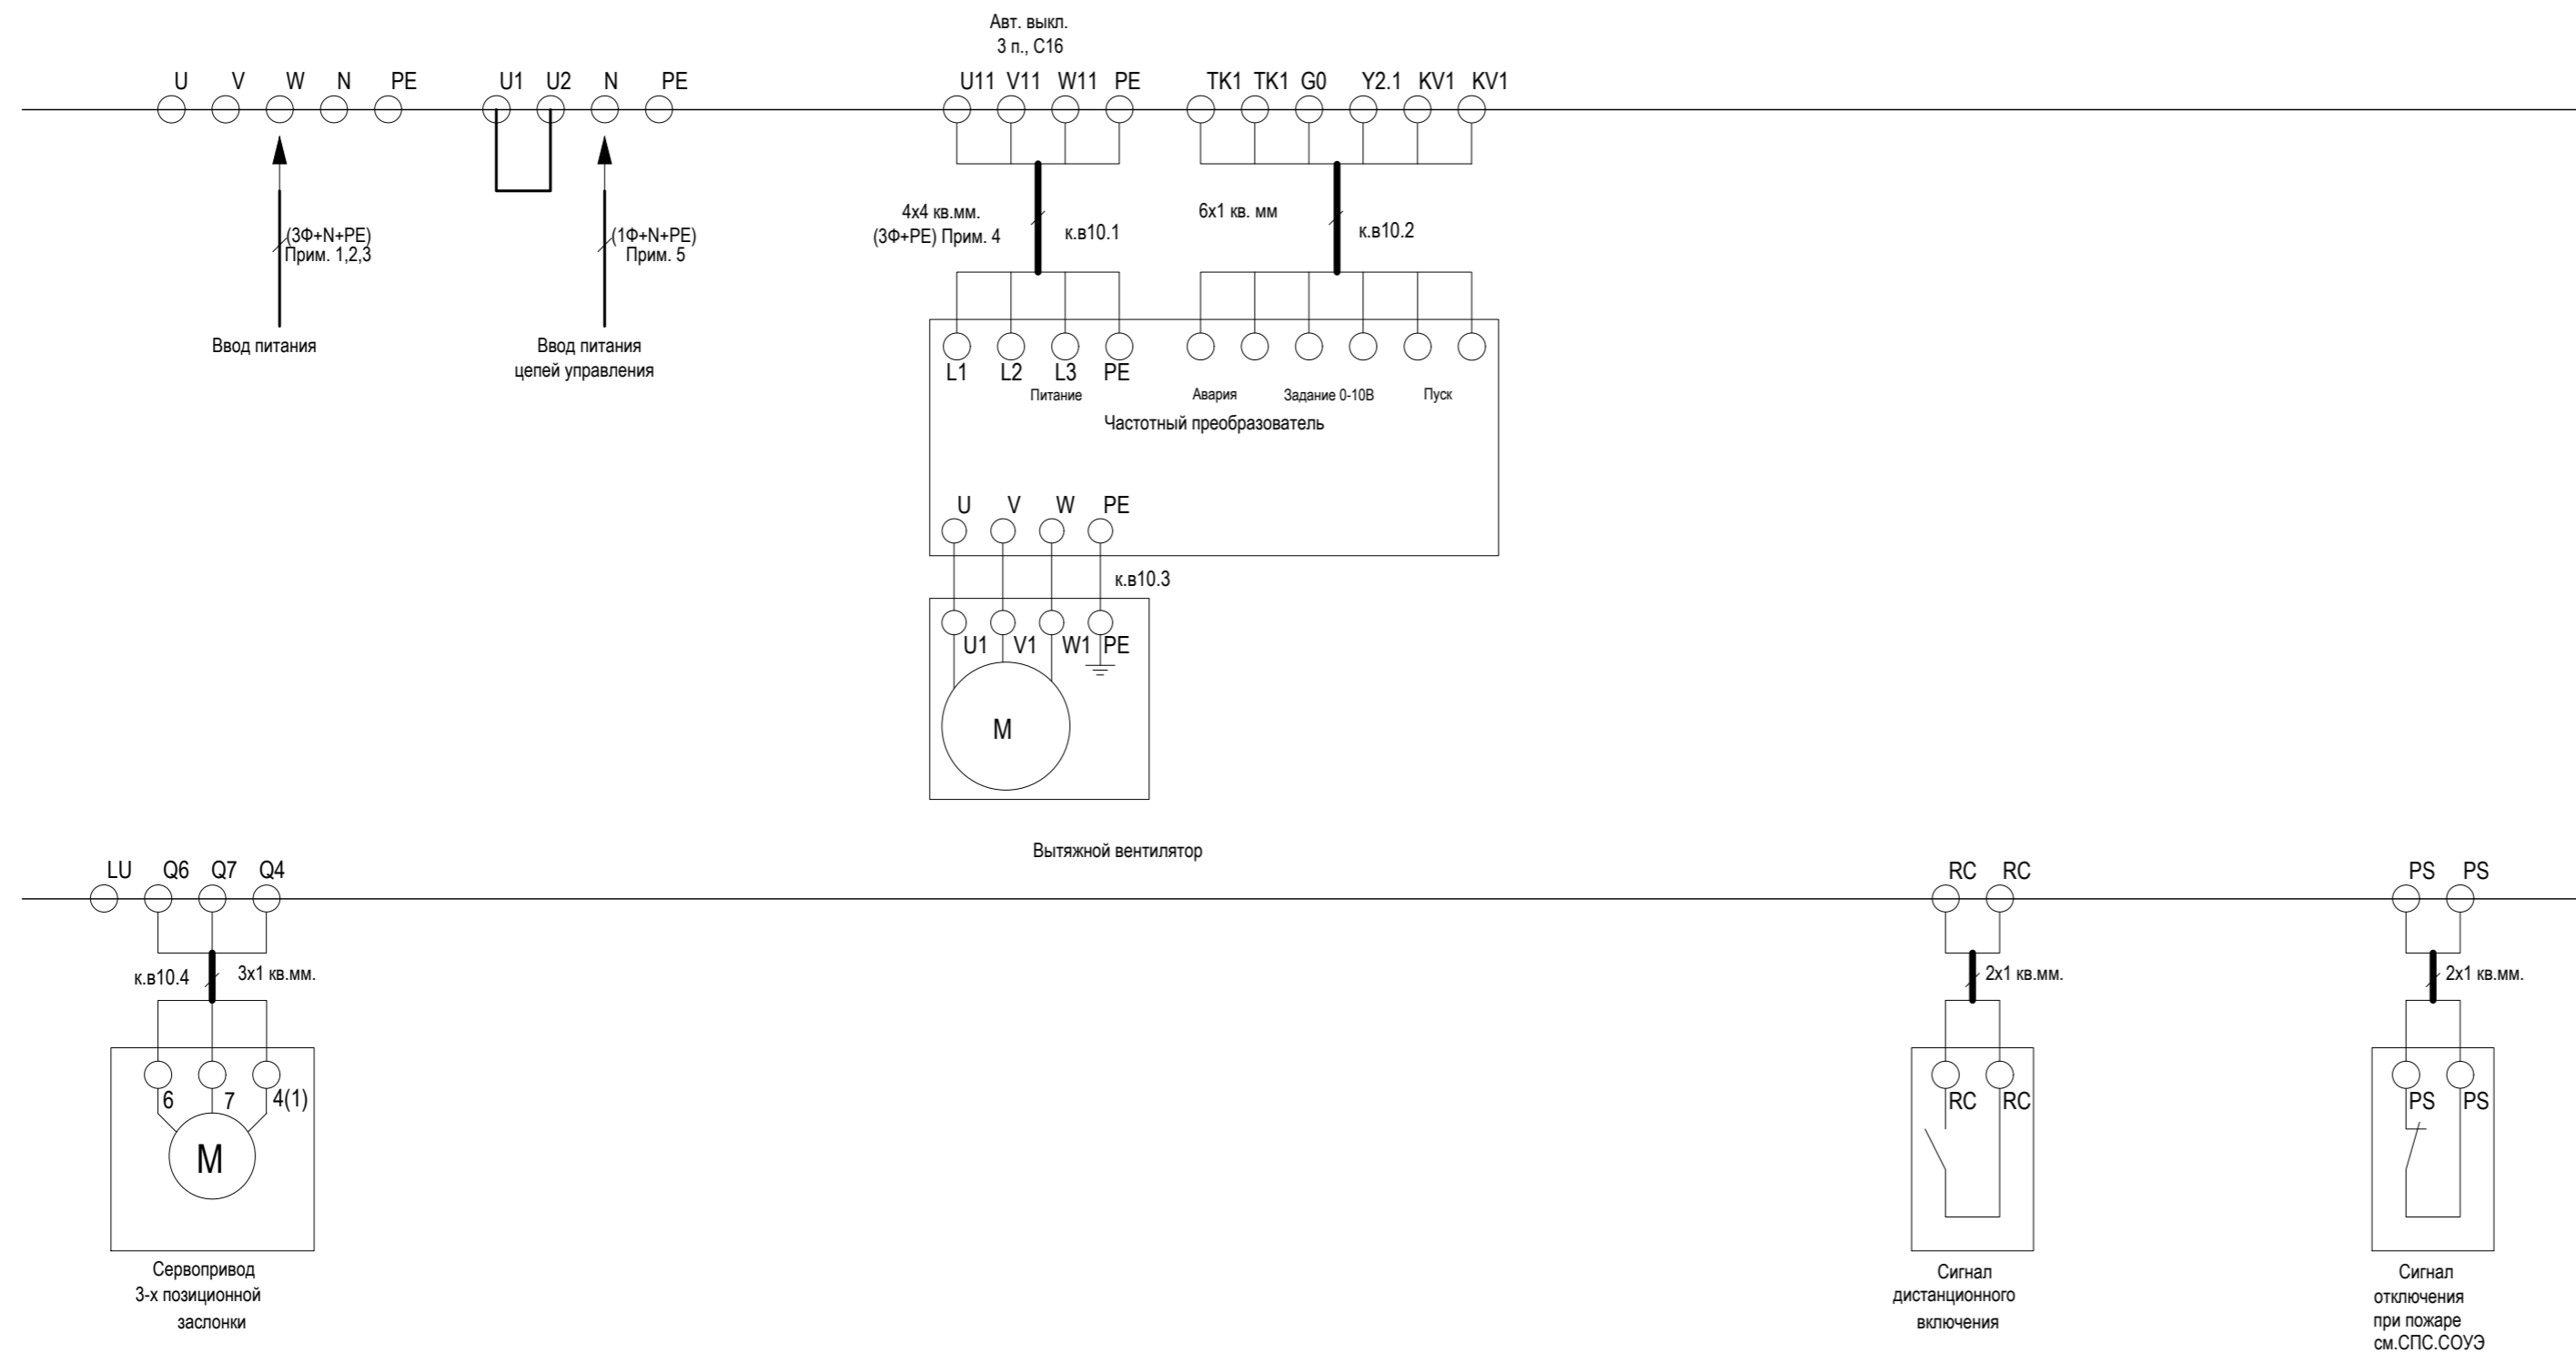 Авт. выкл.
3 п., C16
U V W N PE U1 U2 N PE U11 V11 W11 PE TK1 TK1 G0 Y2.1 KV1 KV1
(3Ф+N+PE)
Прим. 1,2,3
(1Ф+N+PE)
Прим. 5
4х4 кв.мм.
(3Ф+PE) Прим. 4
к.в10.1
6х1 кв. мм
к.в10.2
Ввод питания
Ввод питания
цепей управления
L1 L2 L3 PE
Питание
Авария
Задание 0-10В
Пуск
Частотный преобразователь
U V W PE
к.в10.3
U1 V1 W1 PE
M
Вытяжной вентилятор
LU Q6 Q7 Q4 RC RC PS PS
к.в10.4
3х1 кв.мм.
2х1 кв.мм.
2х1 кв.мм.
6 7 4(1)
RC RC
PS PS
M
Сервопривод
3-х позиционной
заслонки
Сигнал
дистанционного
включения
Сигнал
отключения
при пожаре
см.СПС.СОУЭ